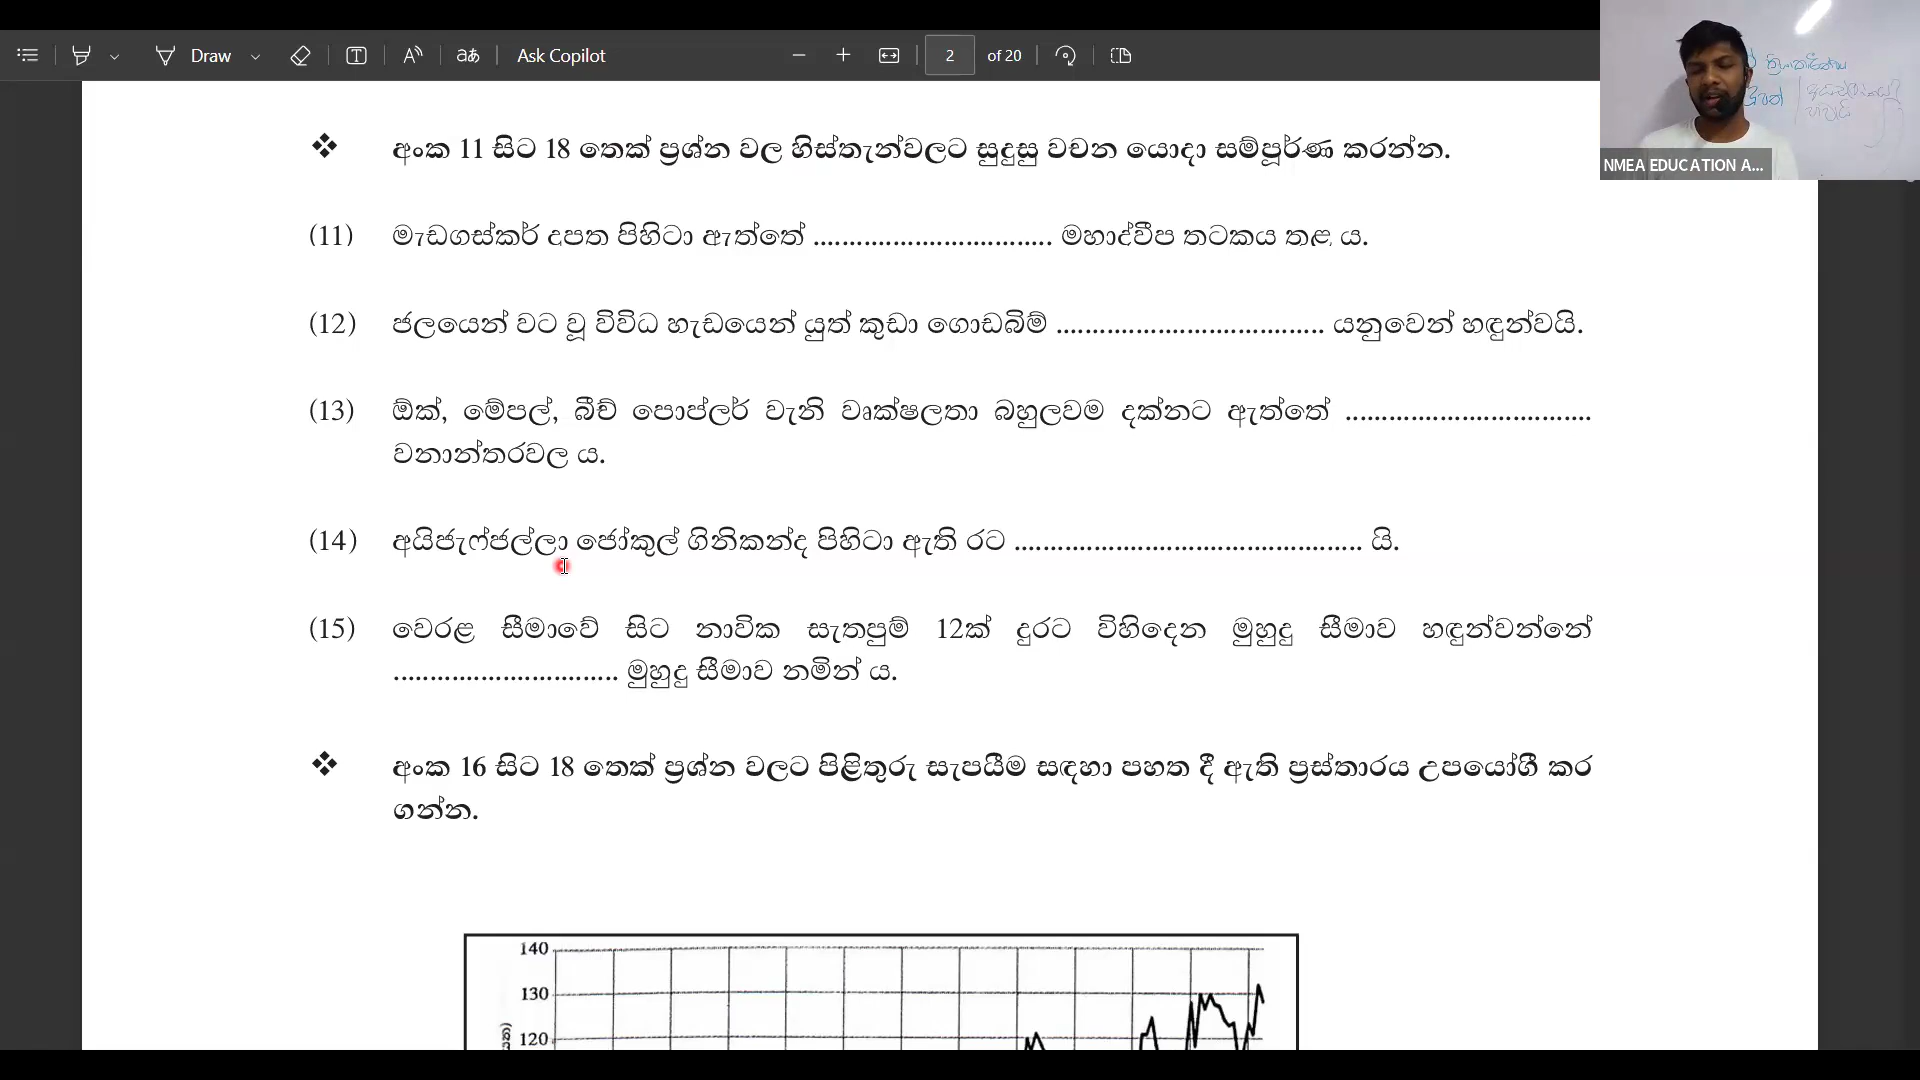 Draw
Ask Copilot
2 of 20
NMEA EDUCATION A...
❖ අංක 11 සිට 18 තෙක් ප්‍රශ්න වල හිස්තැන්වලට සුදුසු වචන යොදා සම්පූර්ණ කරන්න.
(11) මැඩගස්කර් දූපත පිහිටා ඇත්තේ ................................. මහාද්වීප තටකය තුළ ය.
(12) ජලයෙන් වට වූ විවිධ හැඩයෙන් යුත් කුඩා ගොඩබිම් ..................................... යනුවෙන් හඳුන්වයි.
(13) ඕක්, මේපල්, බීච් පොප්ලර් වැනි වෘක්ෂලතා බහුලවම දක්නට ඇත්තේ ..................................
වනාන්තරවල ය.
(14) අයිජැෆ්ජල්ලා ජෝකුල් ගිනිකන්ද පිහිටා ඇති රට ................................................ යි.
(15) වෙරළ සීමාවේ සිට නාවික සැතපුම් 12ක් දුරට විහිදෙන මුහුදු සීමාව හඳුන්වන්නේ
............................... මුහුදු සීමාව නමින් ය.
❖ අංක 16 සිට 18 තෙක් ප්‍රශ්න වලට පිළිතුරු සැපයීම සඳහා පහත දී ඇති ප්‍රස්තාරය උපයෝගී කර
ගන්න.
140
130
120